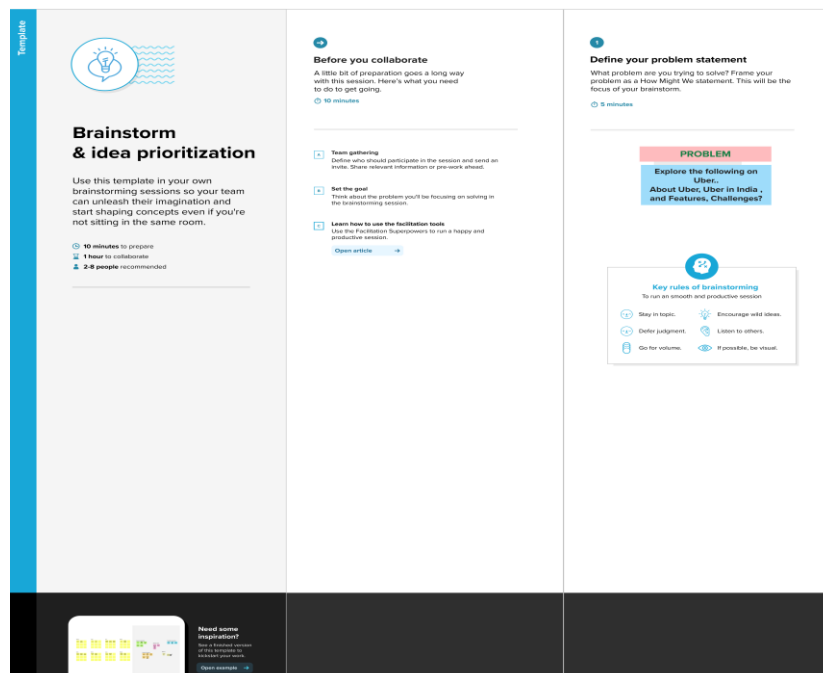 Template
Brainstorm
& idea prioritization
Use this template in your own
brainstorming sessions so your team
can unleash their imagination and
start shaping concepts even if you're
not sitting in the same room.
10 minutes to prepare
1 hour to collaborate
2-8 people recommended
Before you collaborate
A little bit of preparation goes a long way
with this session. Here's what you need
to do to get going.
10 minutes
A
Team gathering
Define who should participate in the session and send an
invite. Share relevant information or pre-work ahead.
B
Set the goal
Think about the problem you'll be focusing on solving in
the brainstorming session.
C
Learn how to use the facilitation tools
Use the Facilitation Superpowers to run a happy and
productive session.
Open article
1
Define your problem statement
What problem are you trying to solve? Frame your
problem as a How Might We statement. This will be the
focus of your brainstorm.
5 minutes
PROBLEM
Explore the following on
Uber..
About Uber, Uber in India ,
and Features, Challenges?
Key rules of brainstorming
To run an smooth and productive session
Stay in topic.
Encourage wild ideas.
Defer judgment.
Listen to others.
Go for volume.
If possible, be visual.
Need some
inspiration?
See a finished version
of this template to
kickstart your work.
Open example